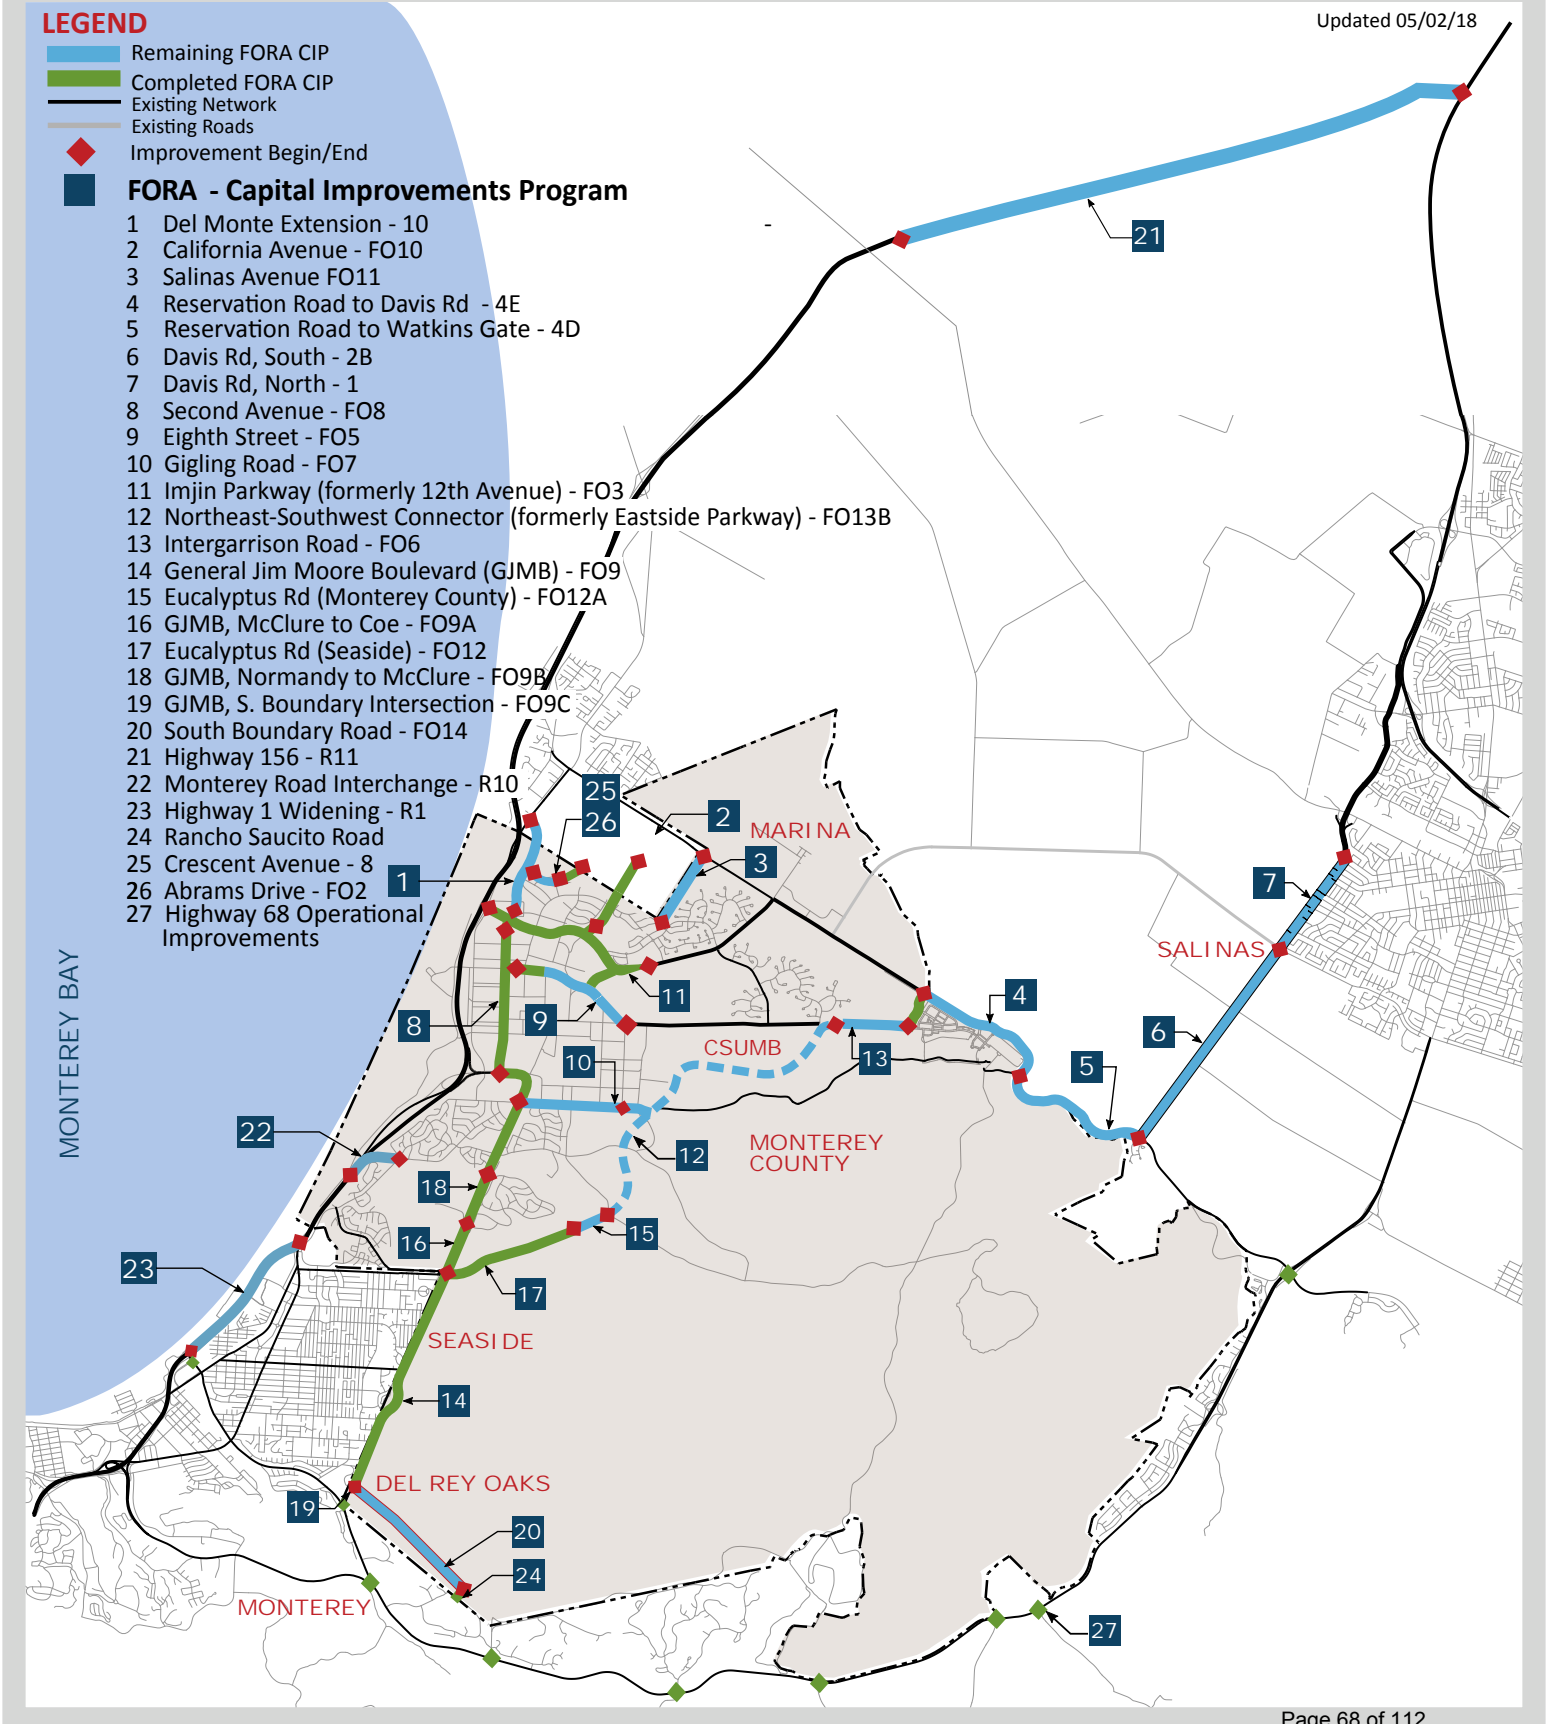 LEGEND
Updated 05/02/18
Remaining FORA CIP
Completed FORA CIP
Existing Network
Existing Roads
Improvement Begin/End
FORA - Capital Improvements Program
1 Del Monte Extension - 10
2 California Avenue - FO10
3 Salinas Avenue FO11
4 Reservation Road to Davis Rd - 4E
5 Reservation Road to Watkins Gate - 4D
6 Davis Rd, South - 2B
7 Davis Rd, North - 1
8 Second Avenue - FO8
9 Eighth Street - FO5
10 Gigling Road - FO7
11 Imjin Parkway (formerly 12th Avenue) - FO3
12 Northeast-Southwest Connector (formerly Eastside Parkway) - FO13B
13 Intergarrison Road - FO6
14 General Jim Moore Boulevard (GJMB) - FO9
15 Eucalyptus Rd (Monterey County) - FO12A
16 GJMB, McClure to Coe - FO9A
17 Eucalyptus Rd (Seaside) - FO12
18 GJMB, Normandy to McClure - FO9B
19 GJMB, S. Boundary Intersection - FO9C
20 South Boundary Road - FO14
21 Highway 156 - R11
22 Monterey Road Interchange - R10
23 Highway 1 Widening - R1
24 Rancho Saucito Road
25 Crescent Avenue - 8
26 Abrams Drive - FO2
27 Highway 68 Operational
Improvements
-
21
25
26
2
MARINA
3
1
7
SALINAS
MONTEREY BAY
11
4
8
9
6
CSUMB
10
13
5
22
MONTEREY
COUNTY
12
18
16
15
23
17
SEASIDE
14
DEL REY OAKS
19
20
24
MONTEREY
27
Page 68 of 112